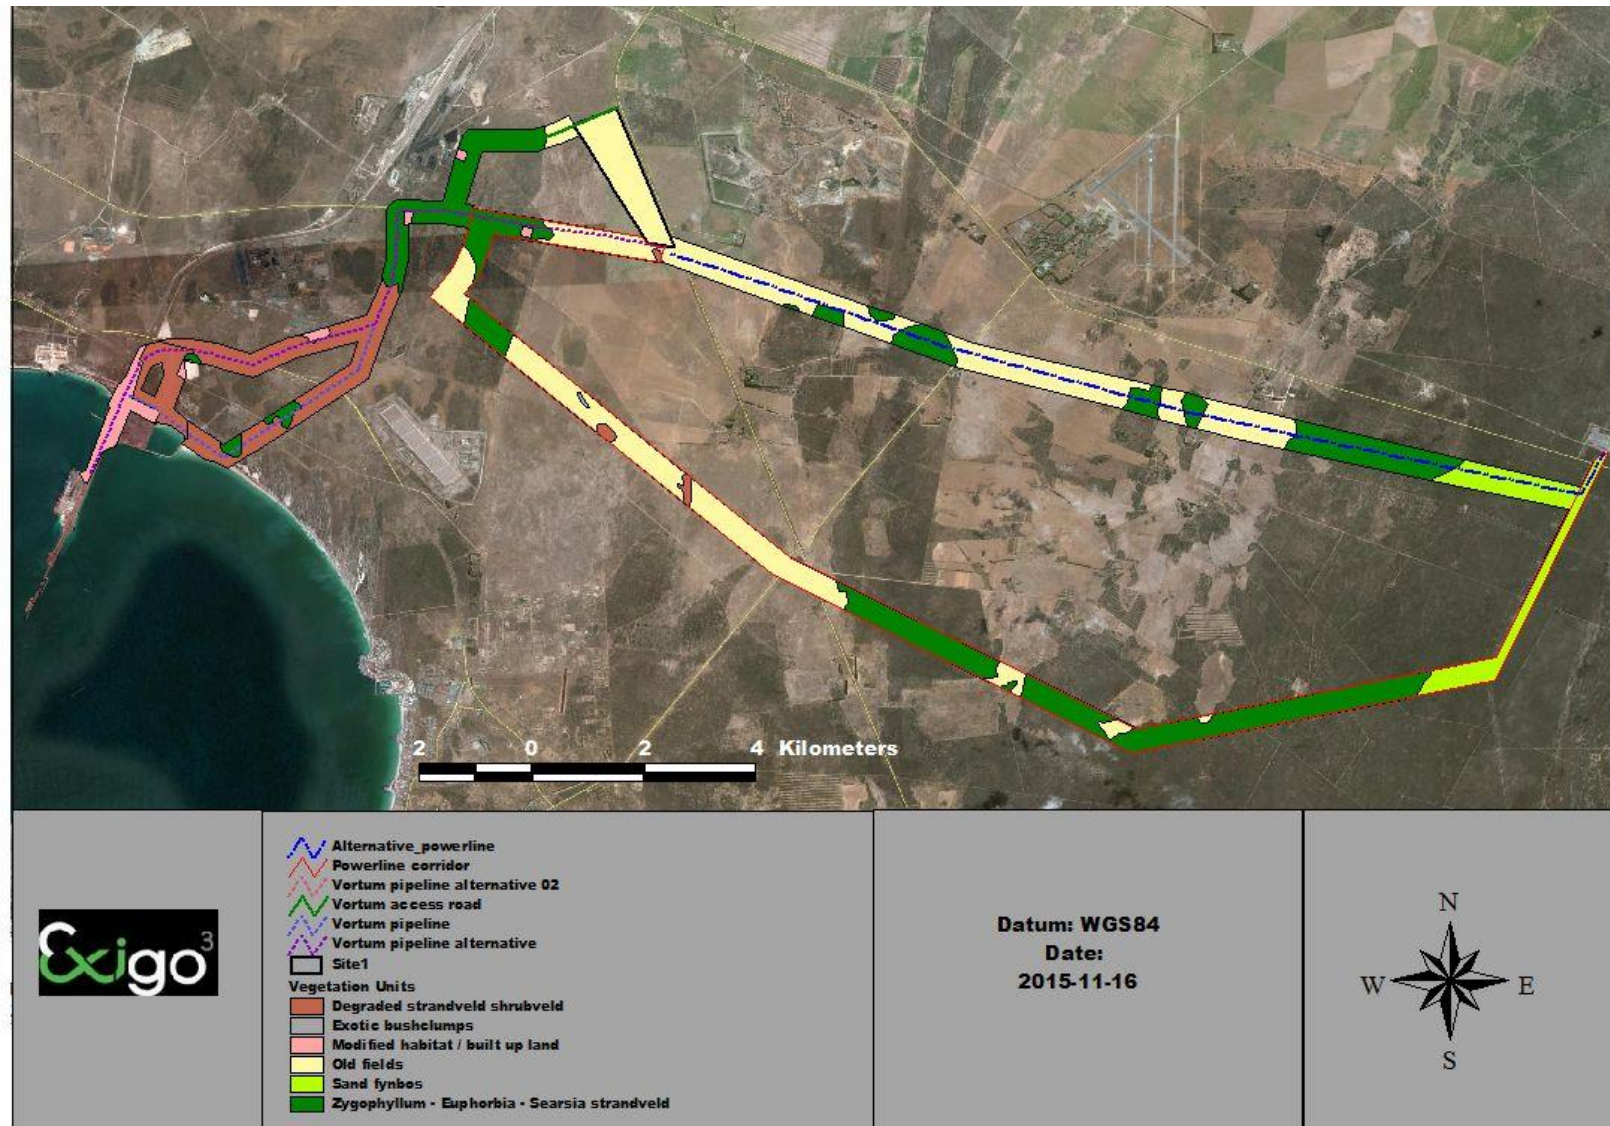 2 0 2 4 Kilometers
Alternative_powerline
Powerline corridor
Vortum pipeline alternative 02
Vortum access road
Vortum pipeline
Vortum pipeline alternative
Site1
Vegetation Units
Degraded strandveld shrubveld
Exotic bushclumps
Modified habitat / built up land
Old fields
Sand fynbos
Zygophyllum - Euphorbia - Searsia strandveld
Exigo3
Datum: WGS84
Date:
2015-11-16
N
W E
S